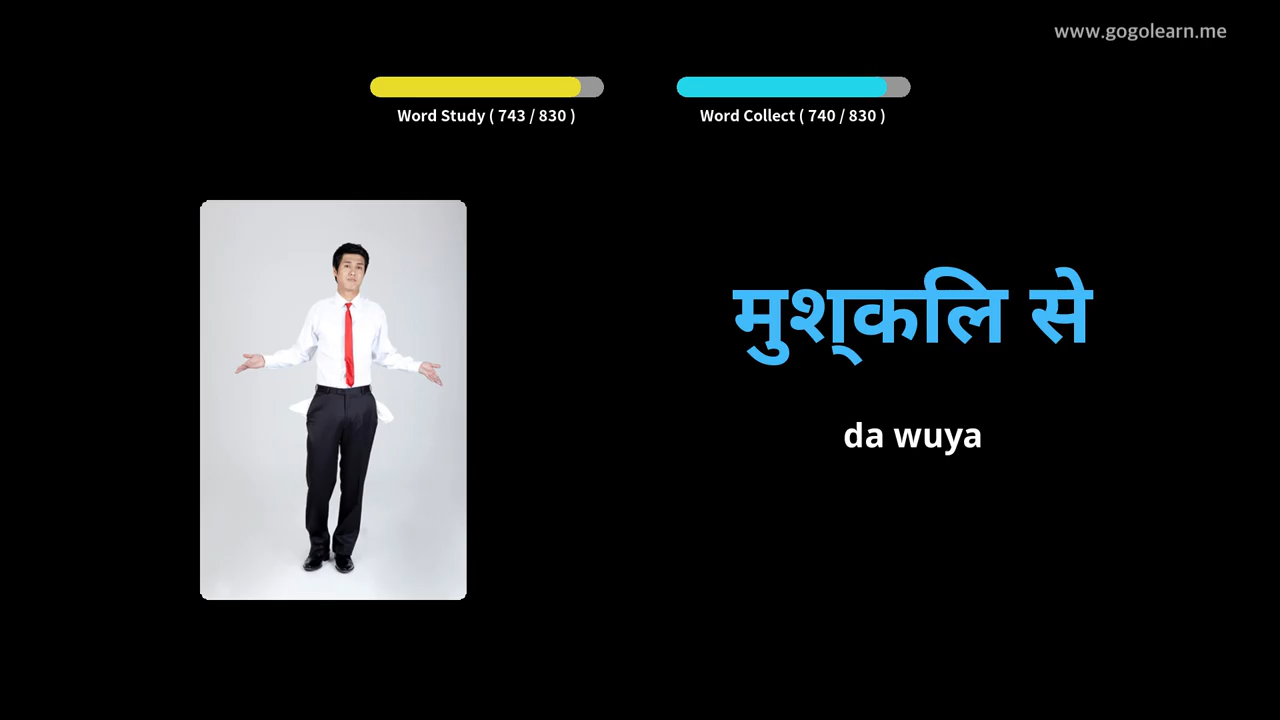 www.gogolearn.me
Word Study ( 743 / 830 )
Word Collect ( 740 / 830 )
मुश्कलि से
da wuya